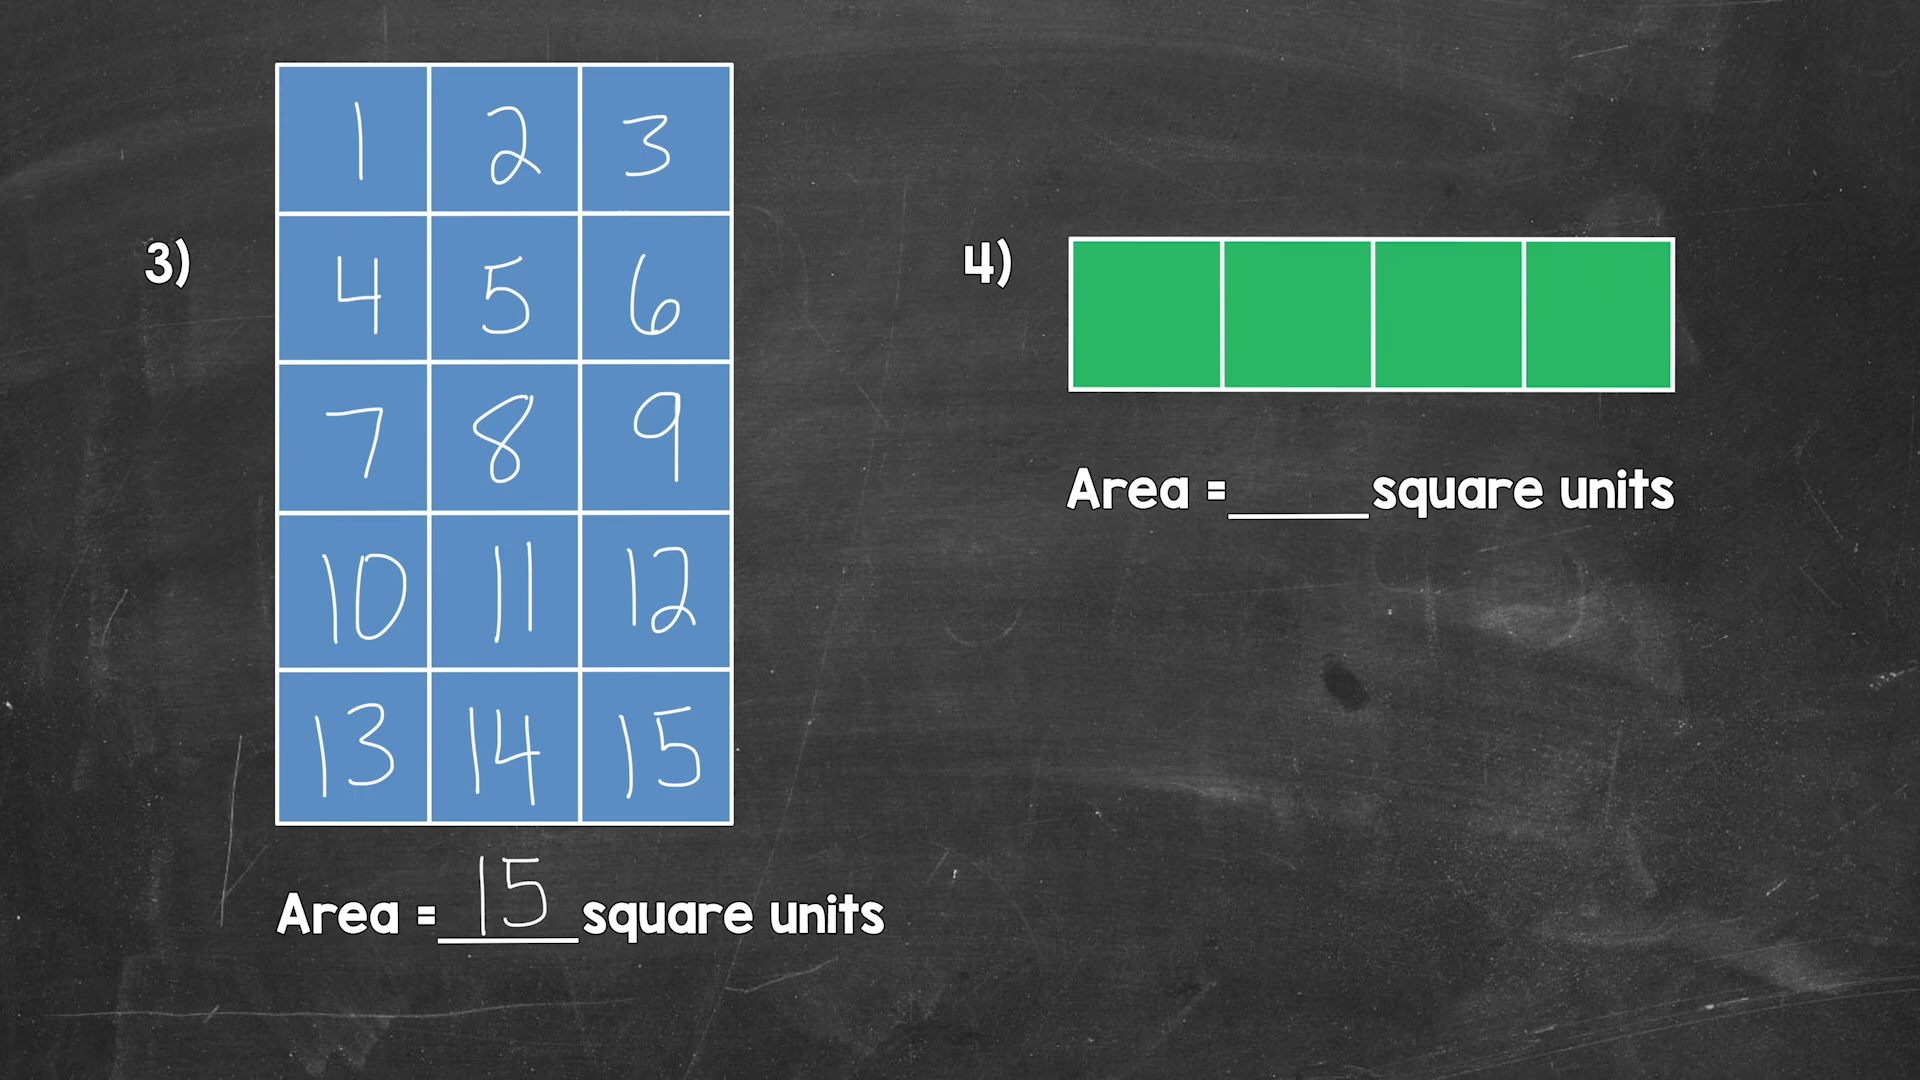 3)
1 2 3
4 5 6
7 8 9
10 11 12
13 14 15
Area = 15 square units
4)
Area = ____ square units